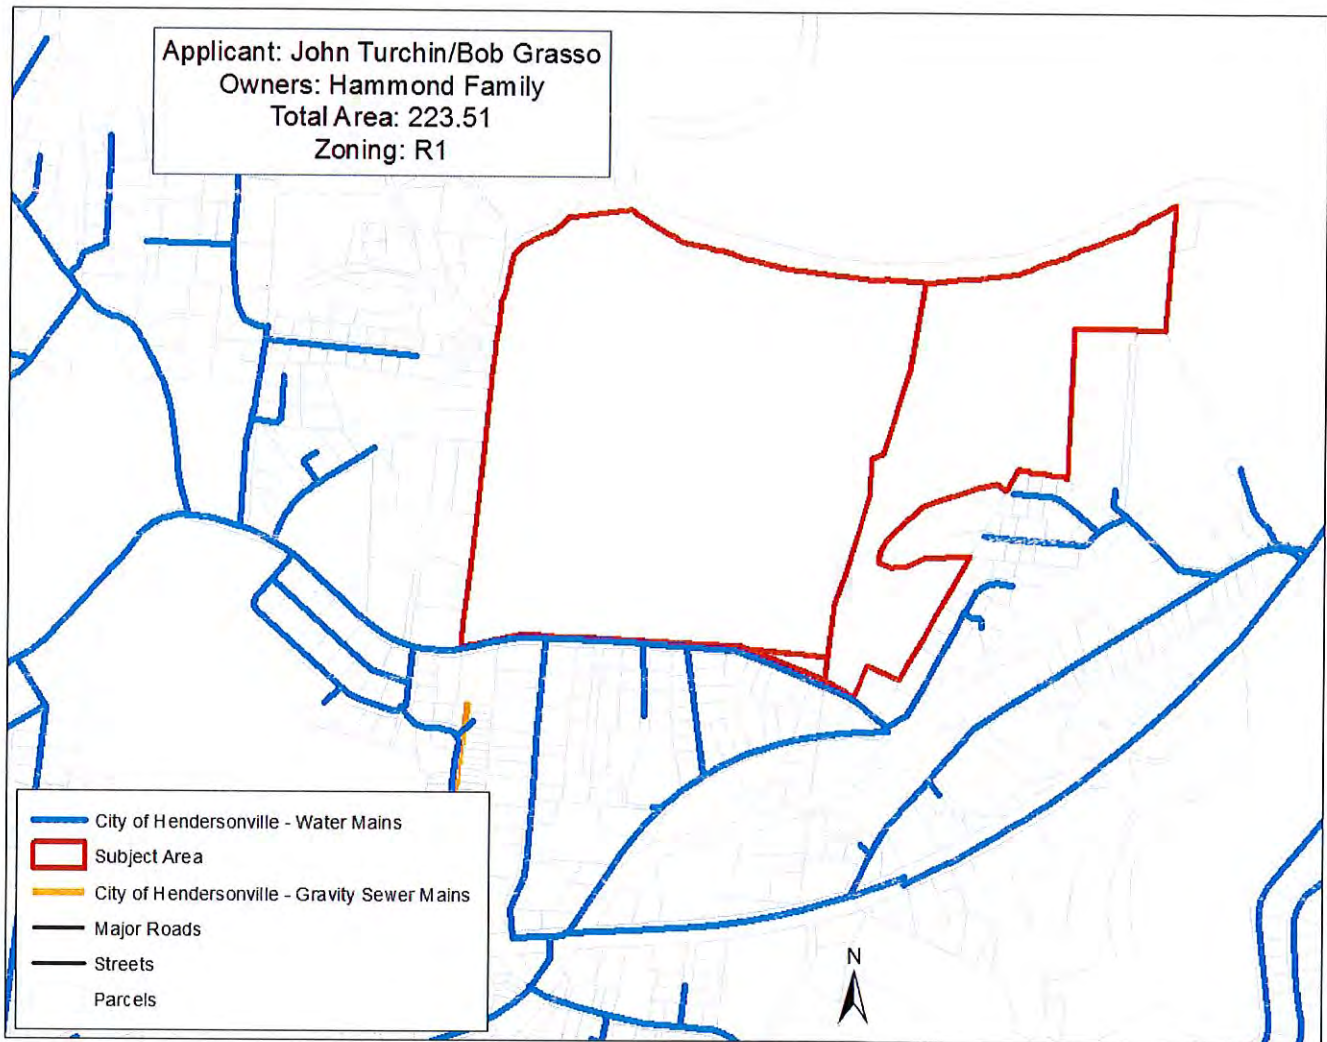 Applicant: John Turchin/Bob Grasso
Owners: Hammond Family
Total Area: 223.51
Zoning: R1
City of Hendersonville - Water Mains
Subject Area
City of Hendersonville - Gravity Sewer Mains
Major Roads
Streets
Parcels
N